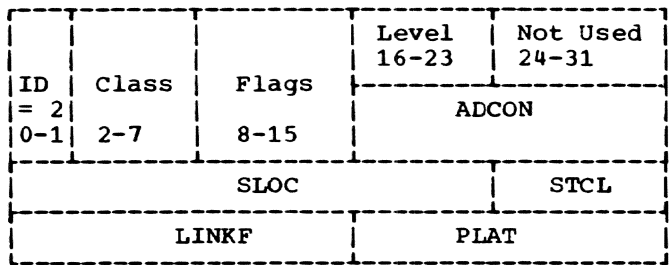 Level Not Used
16-23 24-31
ID Class Flags
= 2 ADCON
0-1 2-7 8-15
SLOC STCL
LINKF PLAT